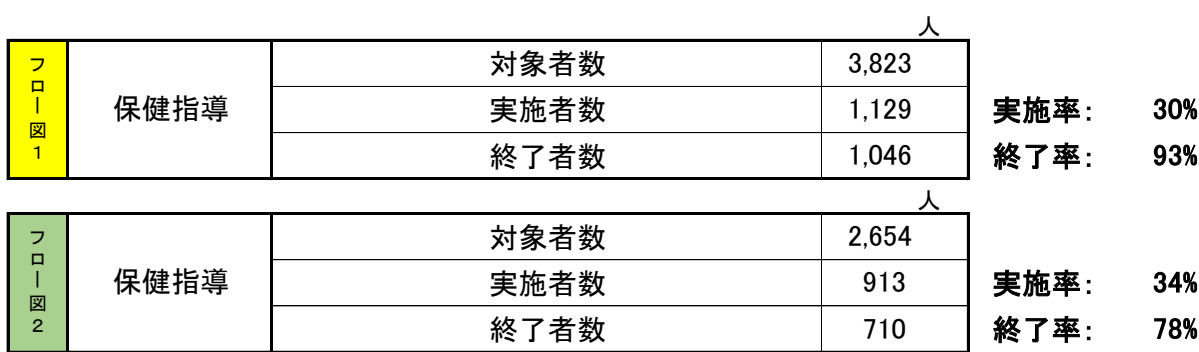 人
フロー図1 保健指導 対象者数 3,823
実施者数 1,129 実施率: 30%
終了者数 1,046 終了率: 93%
人
フロー図2 保健指導 対象者数 2,654
実施者数 913 実施率: 34%
終了者数 710 終了率: 78%